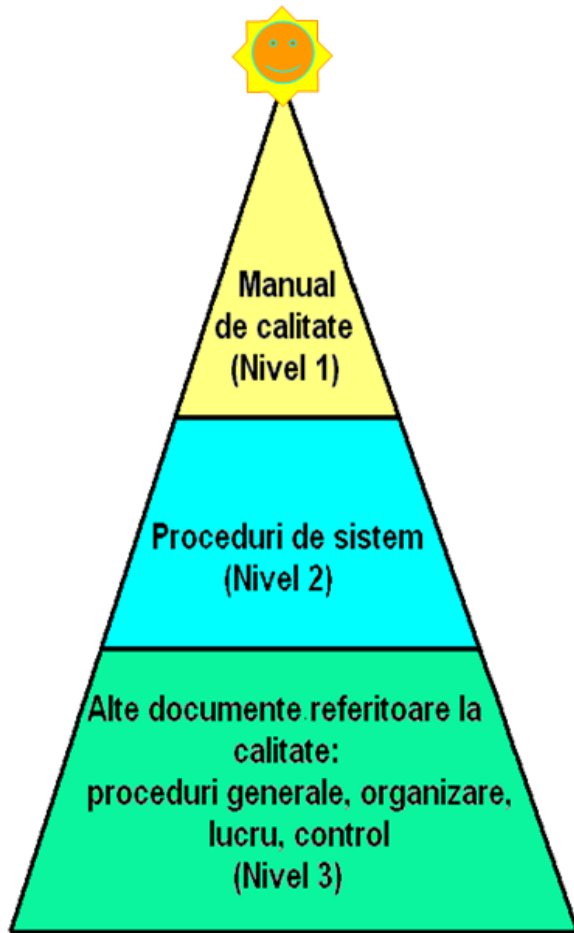 Manual
de calitate
(Nivel 1)
Proceduri de sistem
(Nivel 2)
Alte documente referitoare la
calitate:
proceduri generale, organizare,
lucru, control
(Nivel 3)